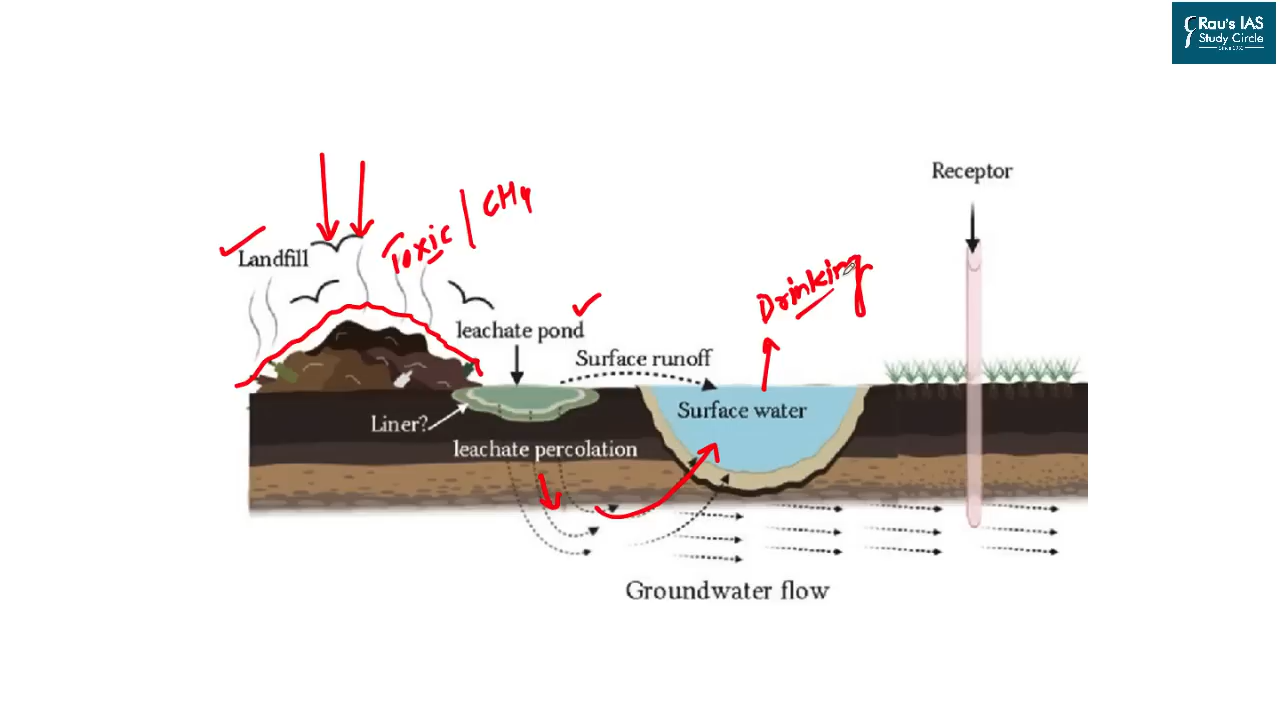 Rau's IAS
Study Circle
Receptor
Toxic / CH4
Landfill
Drinking
leachate pond
Surface runoff
Surface water
Liner?
leachate percolation
Groundwater flow